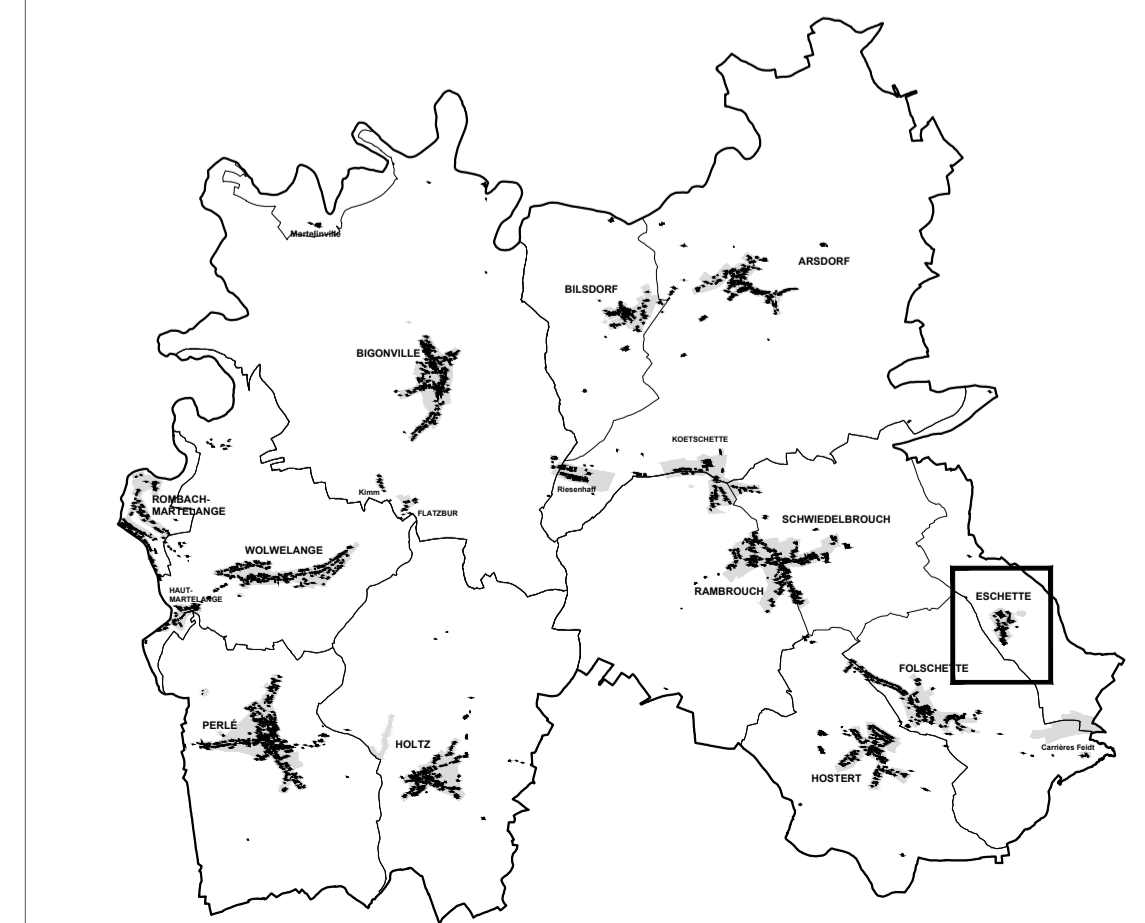 Martelinville
ARSDORF
BILSDORF
BIGONVILLE
KOETSCHETTE
Riesenhaff
Kimm
ROMBACH-
MARTELANGE
FLATZBUR
SCHWIEDELBROUCH
WOLWELANGE
HAUT-
MARTELANGE
RAMBROUCH
ESCHETTE
FOLSCHETTE
PERLÉ
HOLTZ
Carrières Feidt
HOSTERT